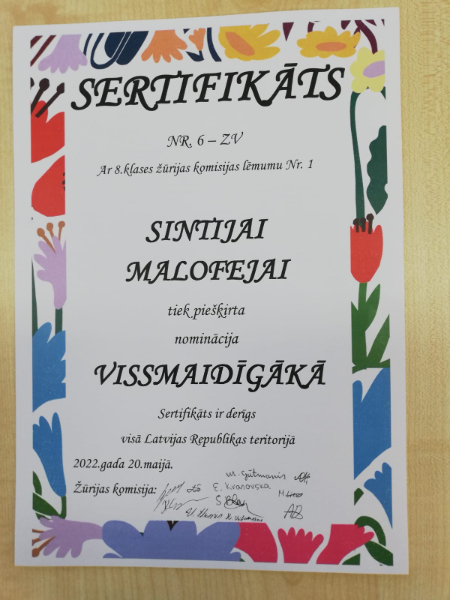 SERTIFIKĀTS
NR. 6 – ZV
Ar 8.klases žūrijas komisijas lēmumu Nr. 1
SINTIJAI
MALOFEJAI
tiek piešķirta
nominācija
VISSMAIDĪGĀKĀ
Sertifikāts ir derīgs
visā Latvijas Republikas teritorijā
2022.gada 20.maijā.
Žūrijas komisija: